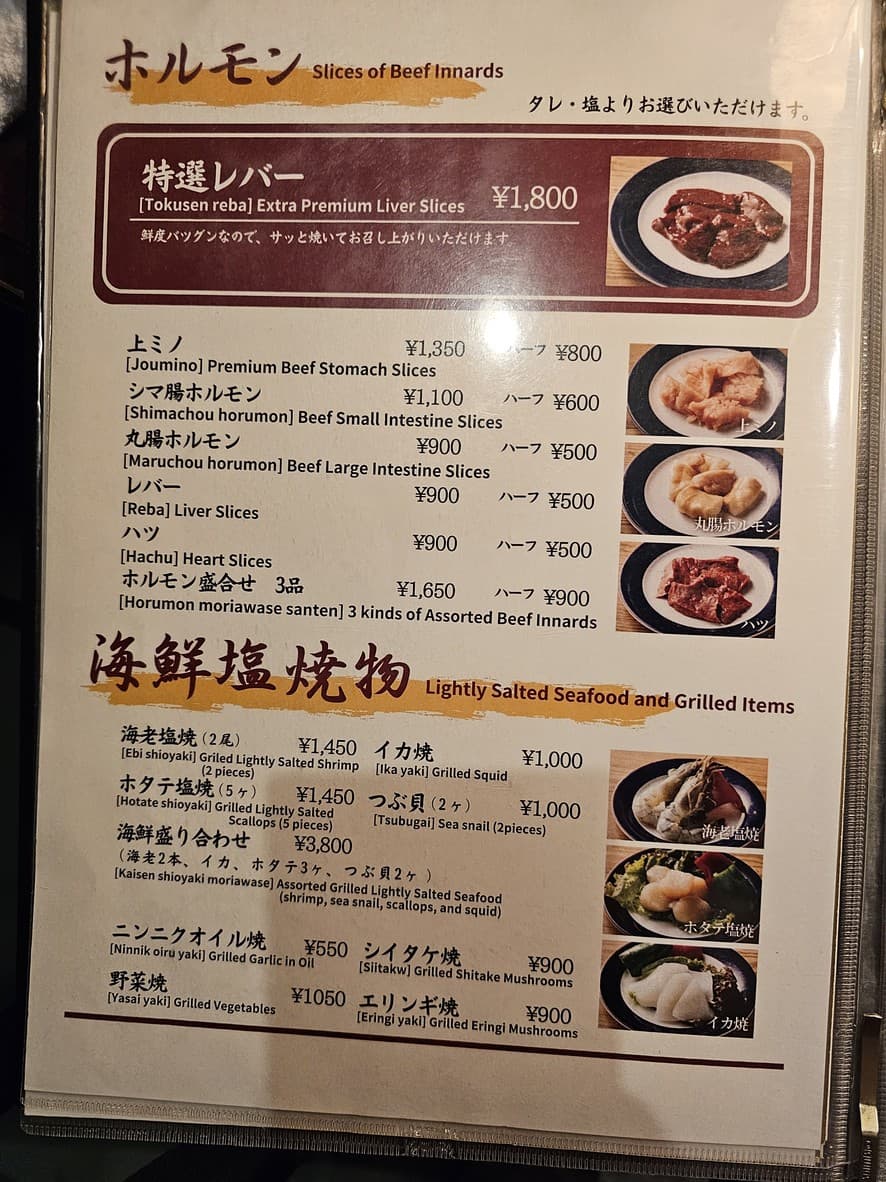 ホルモン Slices of Beef Innards
タレ・塩よりお選びいただけます。
特選レバー
[Tokusen reba] Extra Premium Liver Slices ¥1,800
鮮度バツグンなので、サッと焼いてお召し上がりいただけます
上ミノ ¥1,350 ハーフ ¥800
[Joumino] Premium Beef Stomach Slices
シマ腸ホルモン ¥1,100 ハーフ ¥600
[Shimachou horumon] Beef Small Intestine Slices
丸腸ホルモン ¥900 ハーフ ¥500
[Maruchou horumon] Beef Large Intestine Slices
レバー ¥900 ハーフ ¥500
[Reba] Liver Slices
ハツ ¥900 ハーフ ¥500
[Hachu] Heart Slices
ホルモン盛合せ 3品 ¥1,650 ハーフ ¥900
[Horumon moriawase santen] 3 kinds of Assorted Beef Innards
上ミノ
丸腸ホルモン
ハツ
海鮮塩焼物 Lightly Salted Seafood and Grilled Items
海老塩焼(2尾) ¥1,450
[Ebi shioyaki] Griled Lightly Salted Shrimp
(2 pieces)
イカ焼 ¥1,000
[Ika yaki] Grilled Squid
ホタテ塩焼(5ヶ) ¥1,450
[Hotate shioyaki] Grilled Lightly Salted
Scallops (5 pieces)
つぶ貝(2ヶ) ¥1,000
[Tsubugai] Sea snail (2pieces)
海鮮盛り合わせ ¥3,800
(海老2本、イカ、ホタテ3ヶ、つぶ貝2ヶ)
[Kaisen shioyaki moriawase] Assorted Grilled Lightly Salted Seafood
(shrimp, sea snail, scallops, and squid)
ニンニクオイル焼 ¥550
[Ninnik oiru yaki] Grilled Garlic in Oil
シイタケ焼 ¥900
[Siitakw] Grilled Shitake Mushrooms
野菜焼 ¥1050
[Yasai yaki] Grilled Vegetables
エリンギ焼 ¥900
[Eringi yaki] Grilled Eringi Mushrooms
海老塩焼
ホタテ塩焼
イカ焼